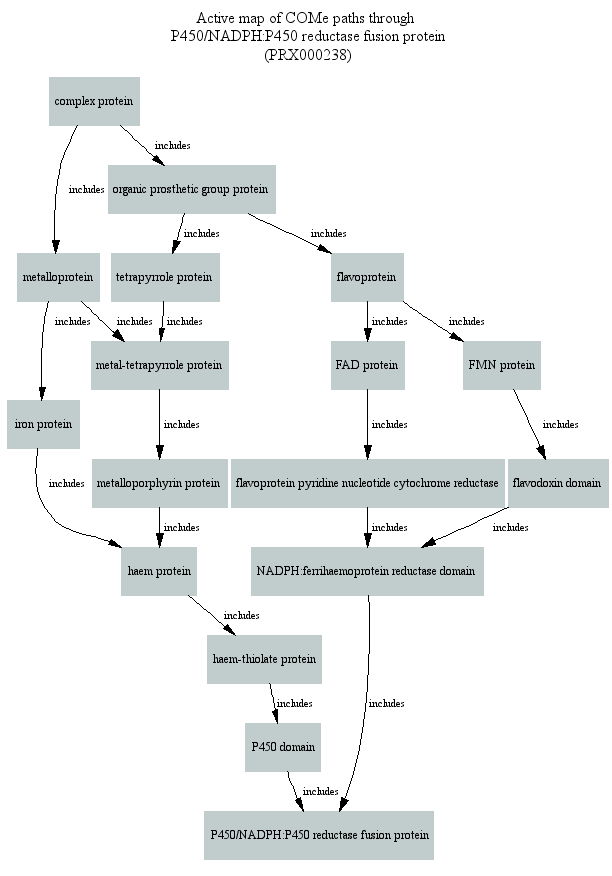 Active map of COMe paths through
P450/NADPH:P450 reductase fusion protein
(PRX000238)
complex protein
includes
includes
organic prosthetic group protein
includes
includes
metalloprotein
tetrapyrrole protein
flavoprotein
includes
includes
includes
includes
includes
metal-tetrapyrrole protein
FAD protein
FMN protein
iron protein
includes
includes
includes
includes
metalloporphyrin protein
flavoprotein pyridine nucleotide cytochrome reductase
flavodoxin domain
includes
includes
includes
haem protein
NADPH:ferrihaemoprotein reductase domain
includes
haem-thiolate protein
includes
includes
P450 domain
includes
P450/NADPH:P450 reductase fusion protein